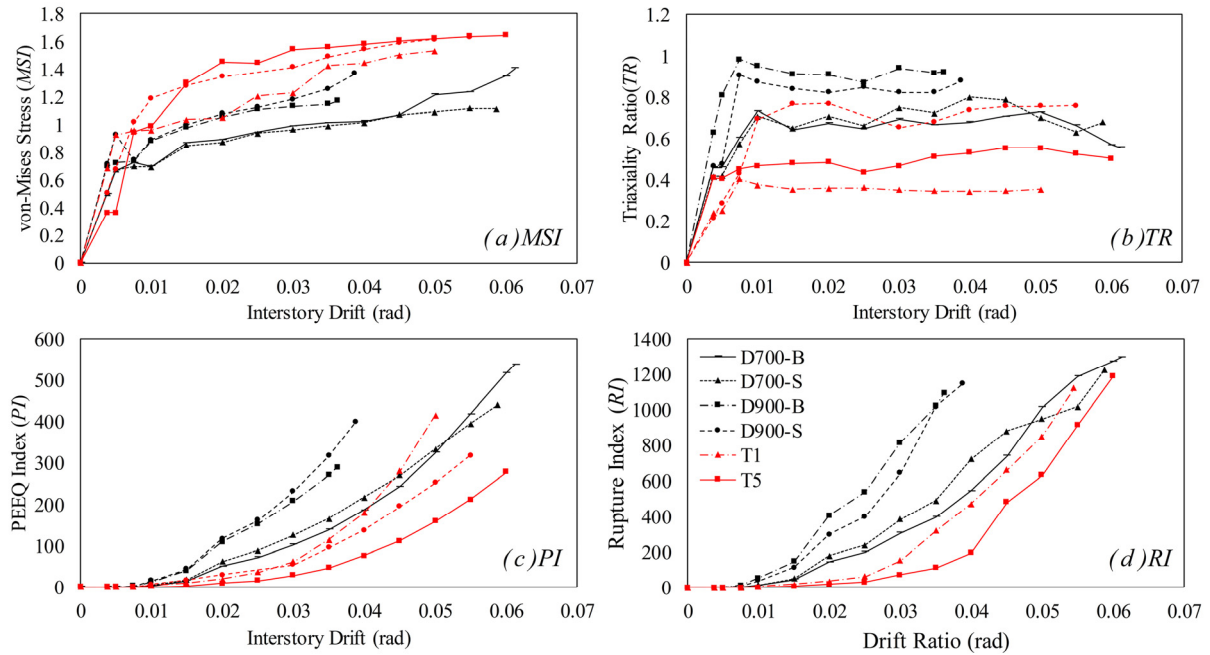 1.8
1.6
1.4
1.2
1
0.8
0.6
0.4
0.2
0
von-Mises Stress (MSI)
0 0.01 0.02 0.03 0.04 0.05 0.06 0.07
Interstory Drift (rad)
(a)MSI
1.2
1
0.8
0.6
0.4
0.2
0
Triaxiality Ratio(TR)
0 0.01 0.02 0.03 0.04 0.05 0.06 0.07
Interstory Drift (rad)
(b)TR
600
500
400
300
200
100
0
PEEQ Index (PI)
0 0.01 0.02 0.03 0.04 0.05 0.06 0.07
Interstory Drift (rad)
(c)PI
1400
1200
1000
800
600
400
200
0
Rupture Index (RI)
D700-B
D700-S
D900-B
D900-S
T1
T5
0 0.01 0.02 0.03 0.04 0.05 0.06 0.07
Drift Ratio (rad)
(d)RI